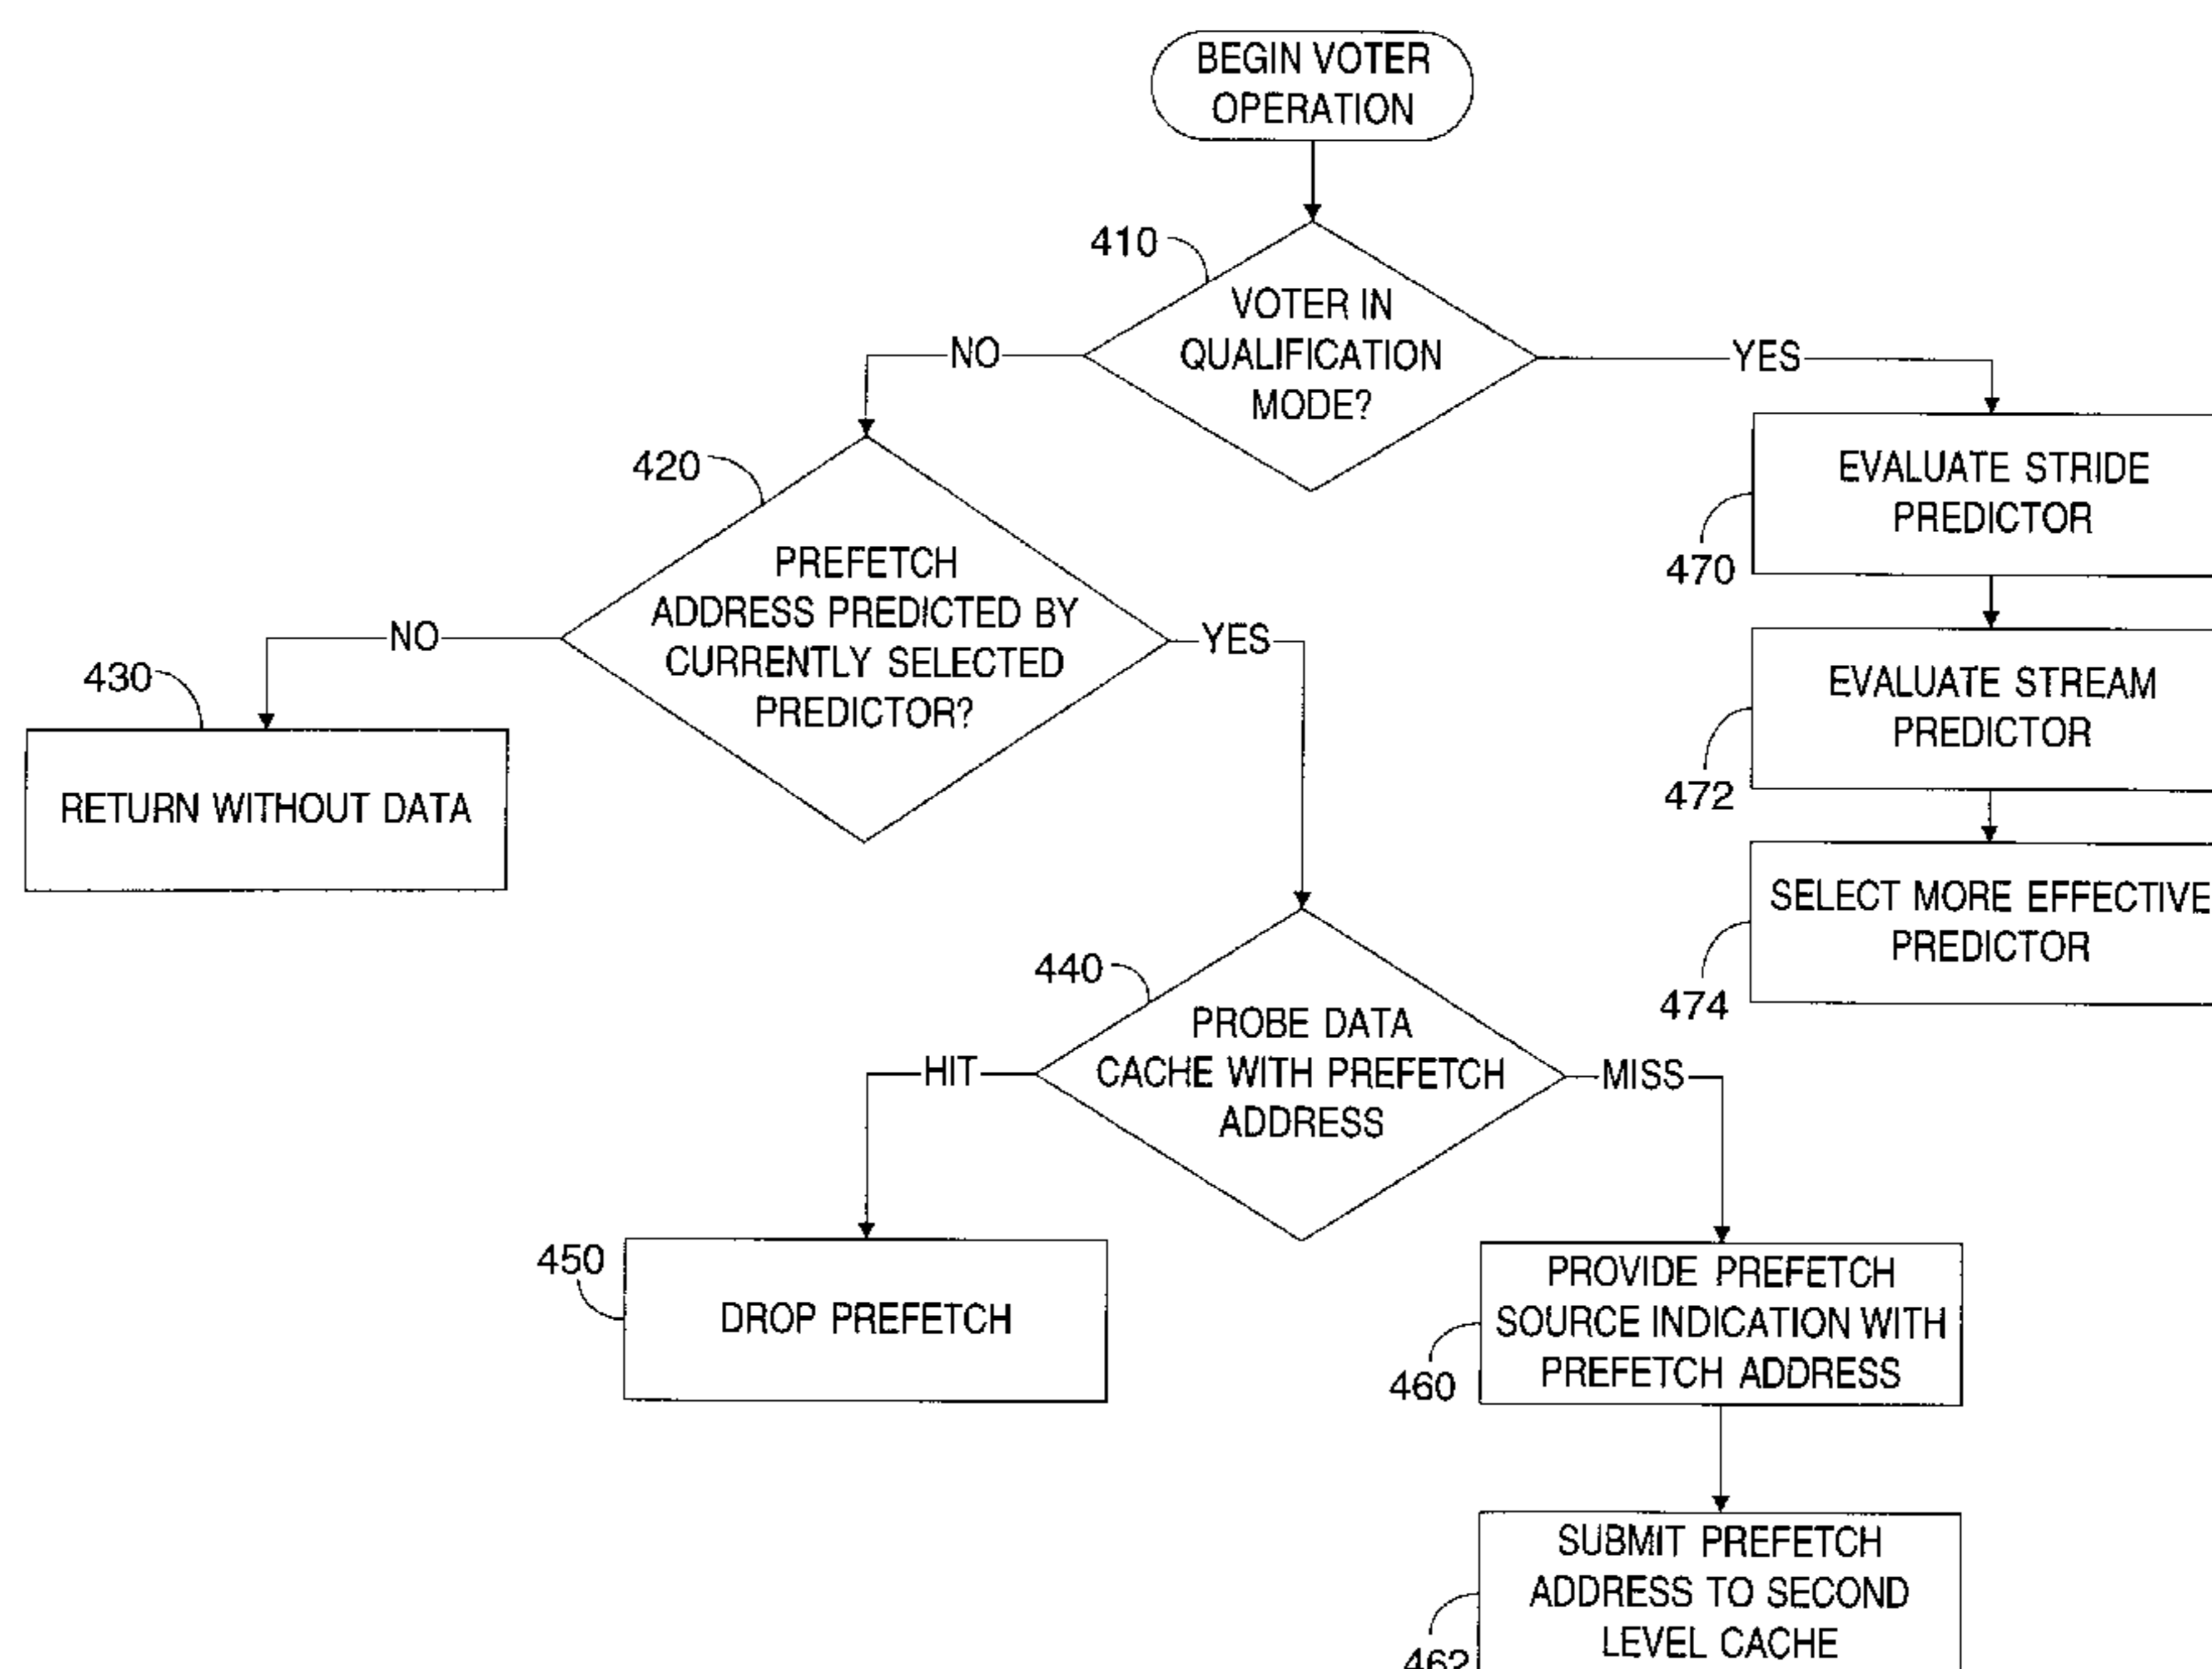 BEGIN VOTER
OPERATION
410
VOTER IN
QUALIFICATION
MODE?
NO
YES
420
PREFETCH
ADDRESS PREDICTED BY
CURRENTLY SELECTED
PREDICTOR?
NO
YES
430
RETURN WITHOUT DATA
EVALUATE STRIDE
PREDICTOR
470
EVALUATE STREAM
PREDICTOR
472
SELECT MORE EFFECTIVE
PREDICTOR
474
440
PROBE DATA
CACHE WITH PREFETCH
ADDRESS
HIT
MISS
450
DROP PREFETCH
PROVIDE PREFETCH
SOURCE INDICATION WITH
PREFETCH ADDRESS
460
SUBMIT PREFETCH
ADDRESS TO SECOND
LEVEL CACHE
462